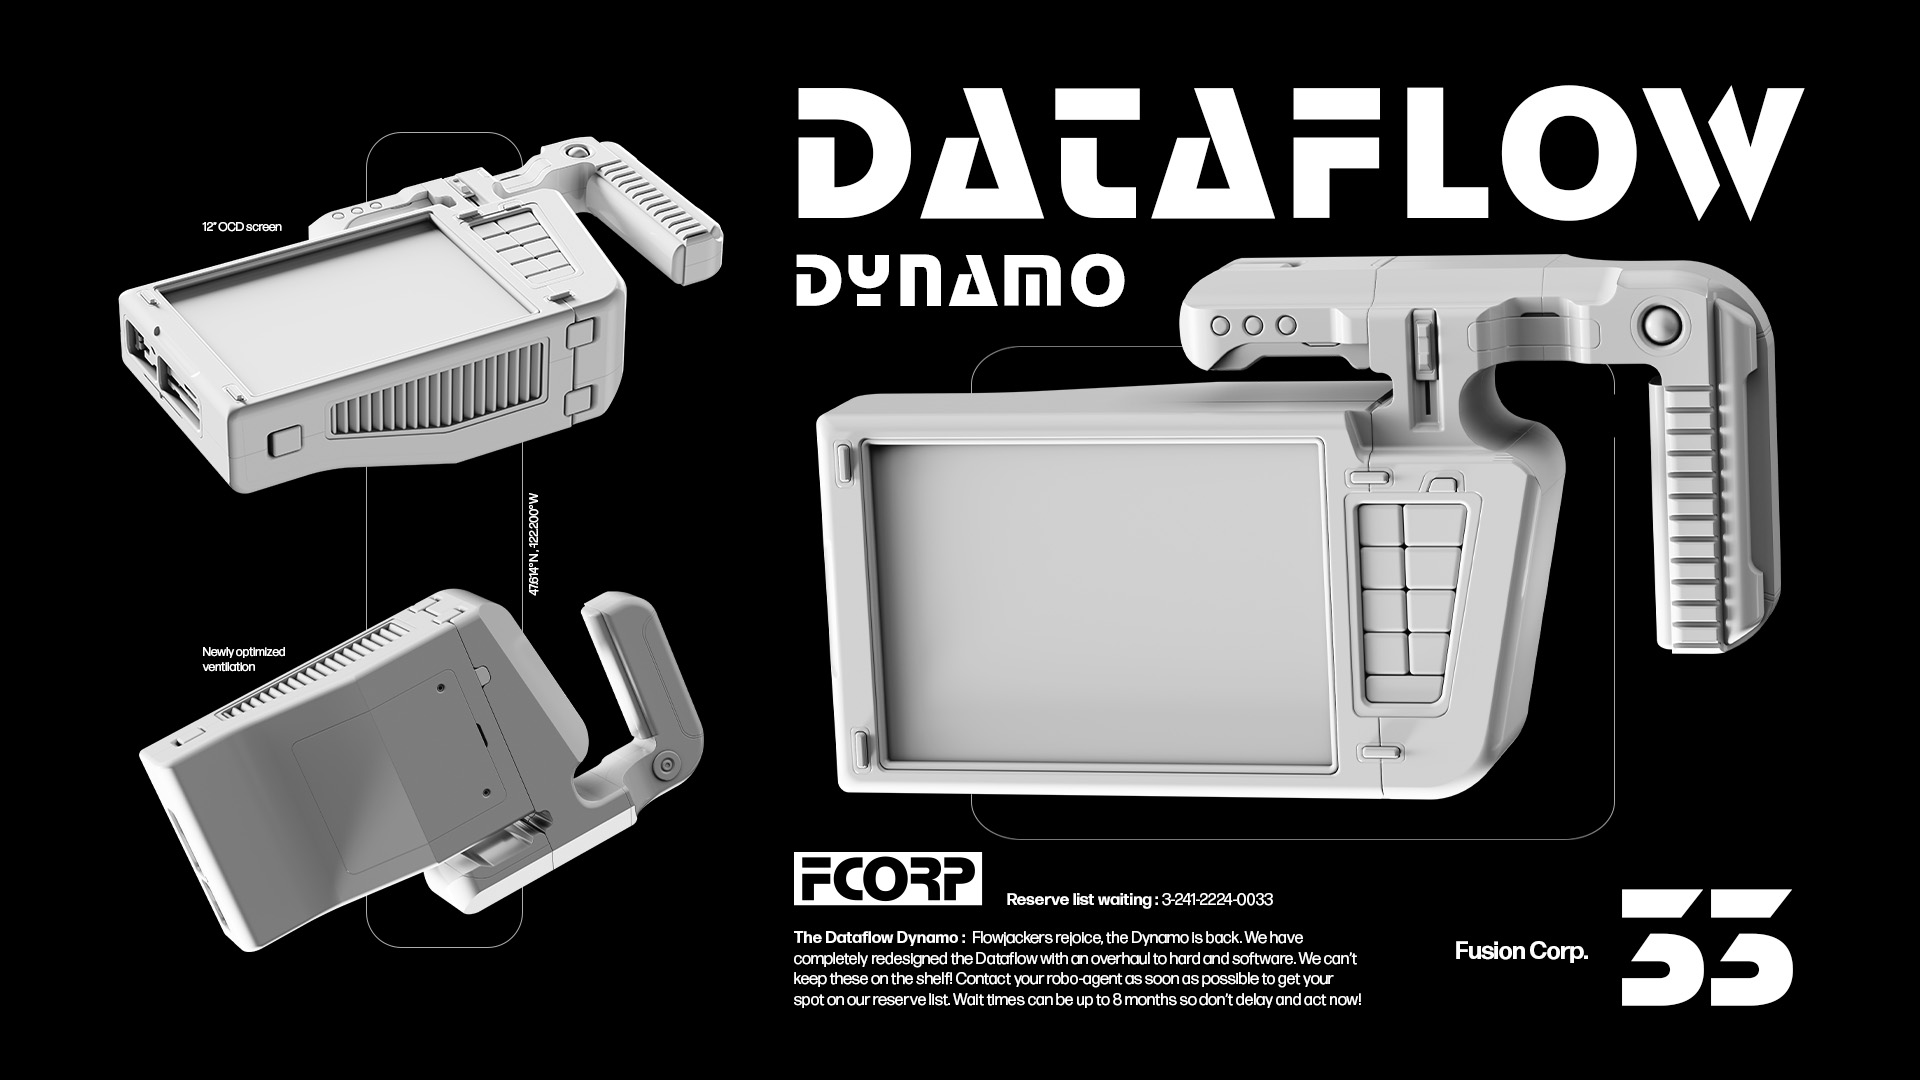 DATAFLOW
DYNAMO
12" OCD screen
47.614°N, 122.200°W
Newly optimized
ventilation
FCORP
Reserve list waiting : 3-241-2224-0033
The Dataflow Dynamo : Flowjackers rejoice, the Dynamo is back. We have
completely redesigned the Dataflow with an overhaul to hard and software. We can't
keep these on the shelf! Contact your robo-agent as soon as possible to get your
spot on our reserve list. Wait times can be up to 8 months so don't delay and act now!
Fusion Corp.
33